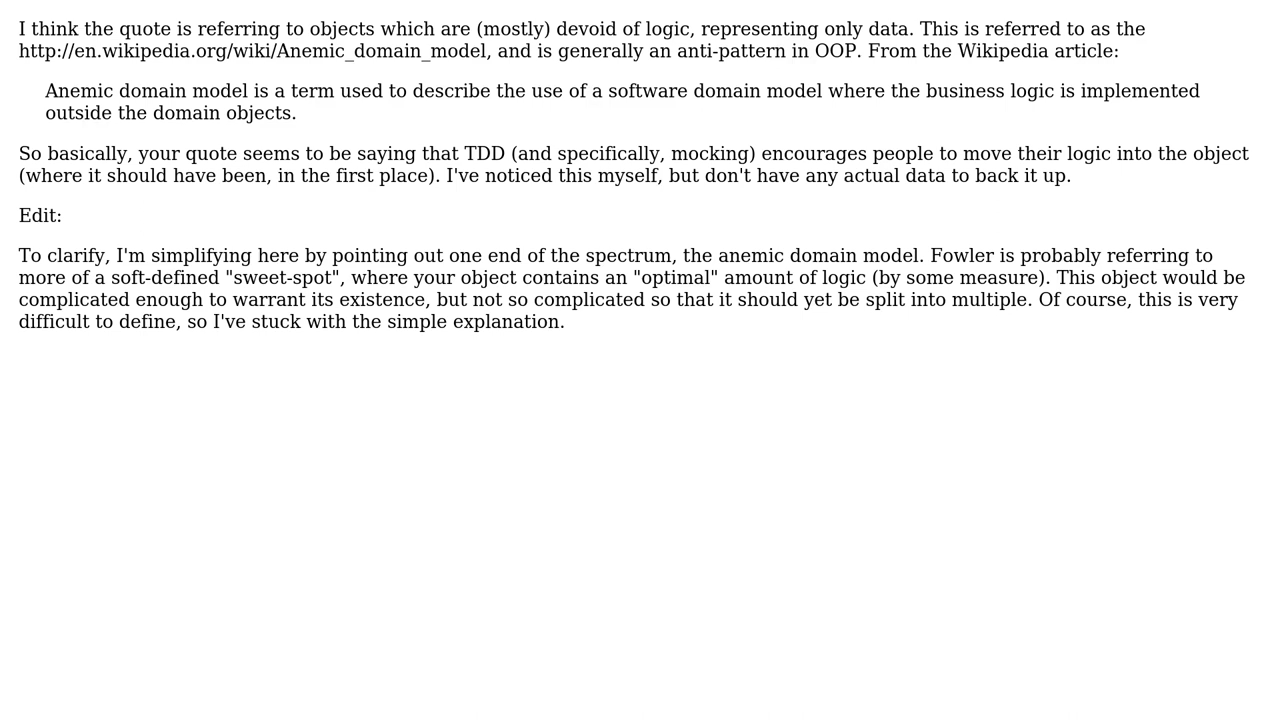 I think the quote is referring to objects which are (mostly) devoid of logic, representing only data. This is referred to as the
http://en.wikipedia.org/wiki/Anemic_domain_model, and is generally an anti-pattern in OOP. From the Wikipedia article:
Anemic domain model is a term used to describe the use of a software domain model where the business logic is implemented
outside the domain objects.
So basically, your quote seems to be saying that TDD (and specifically, mocking) encourages people to move their logic into the object
(where it should have been, in the first place). I've noticed this myself, but don't have any actual data to back it up.
Edit:
To clarify, I'm simplifying here by pointing out one end of the spectrum, the anemic domain model. Fowler is probably referring to
more of a soft-defined "sweet-spot", where your object contains an "optimal" amount of logic (by some measure). This object would be
complicated enough to warrant its existence, but not so complicated so that it should yet be split into multiple. Of course, this is very
difficult to define, so I've stuck with the simple explanation.